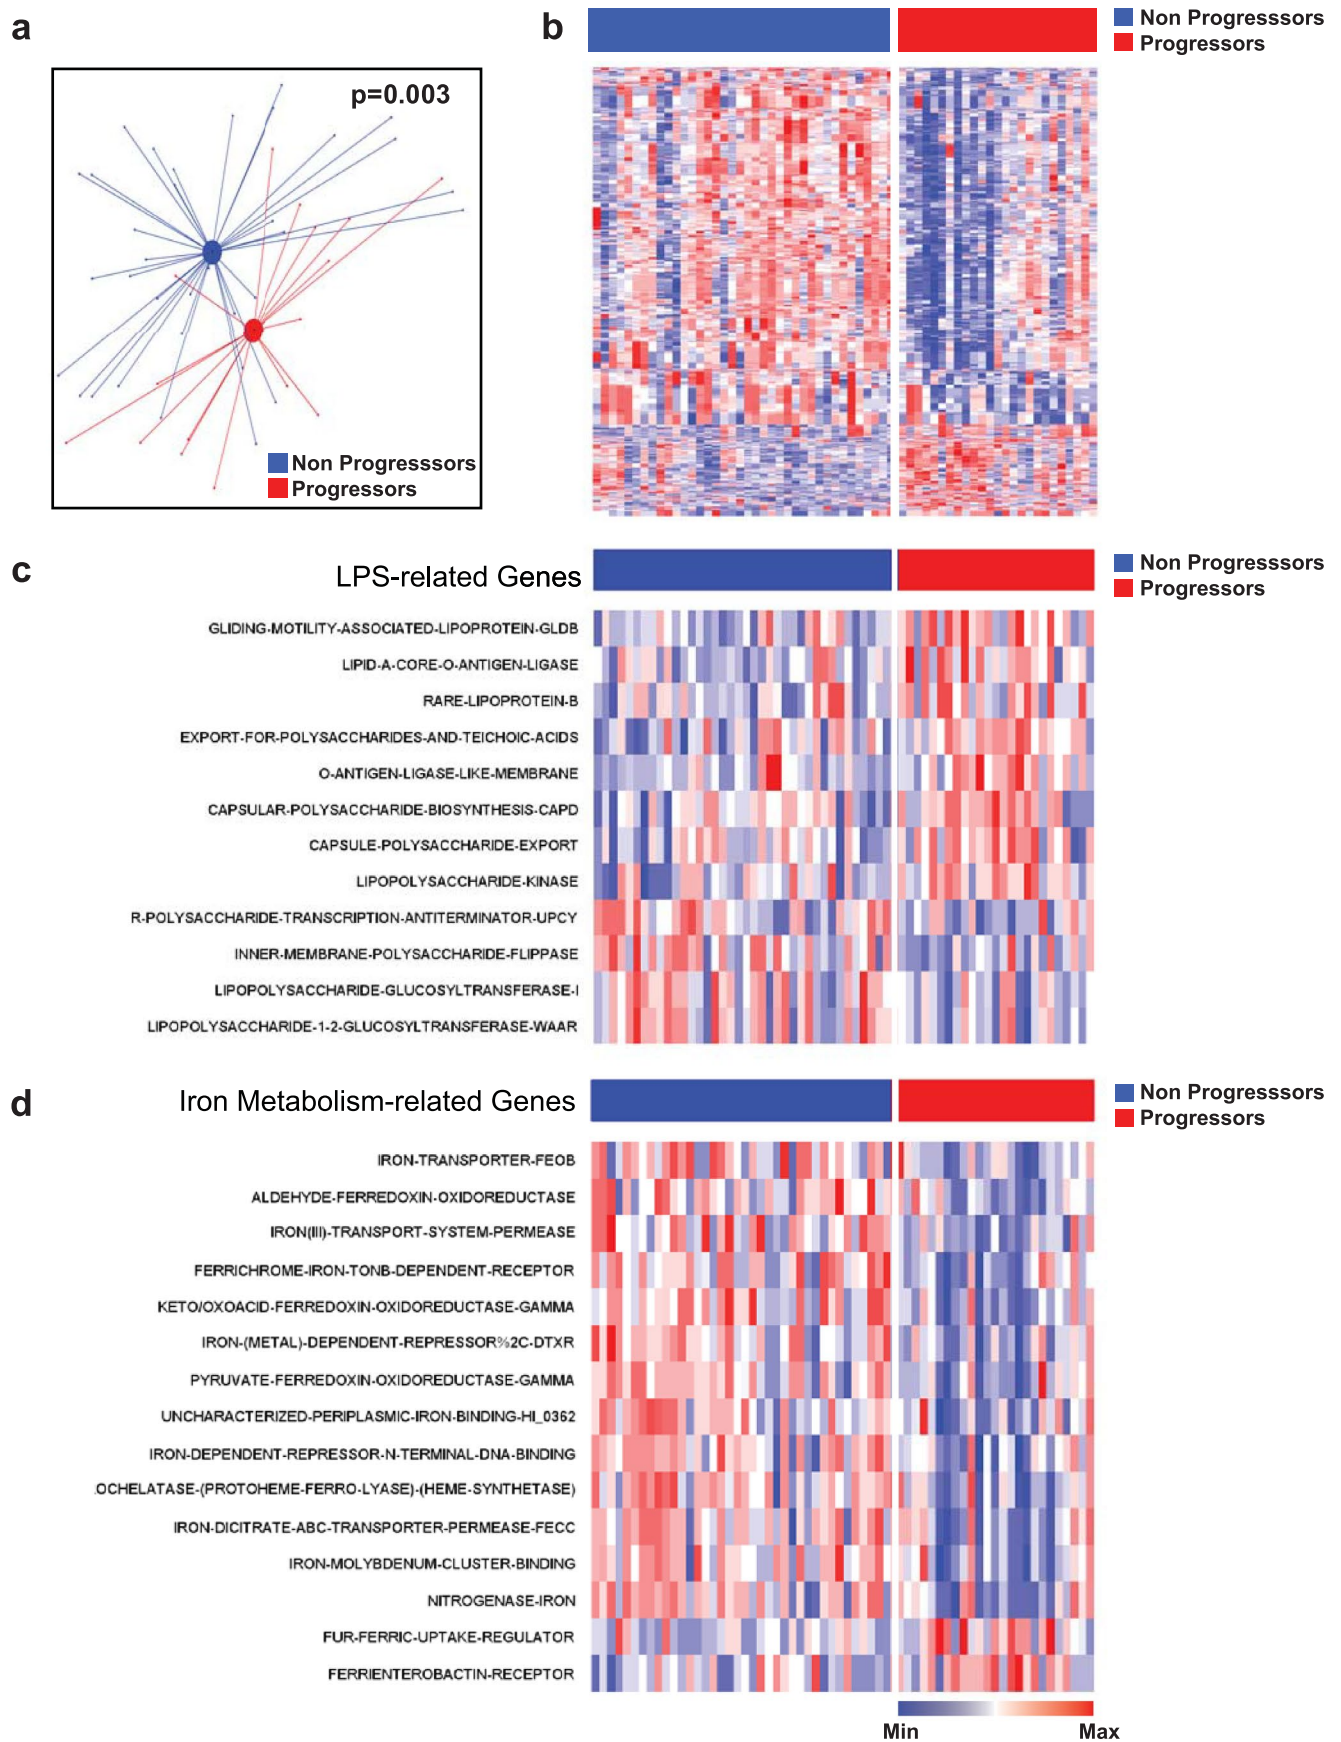 a
p=0.003
Non Progresssors
Progressors
b
Non Progresssors
Progressors
c
LPS-related Genes
Non Progresssors
Progressors
GLIDING-MOTILITY-ASSOCIATED-LIPOPROTEIN-GLDB
LIPID-A-CORE-O-ANTIGEN-LIGASE
RARE-LIPOPROTEIN-B
EXPORT-FOR-POLYSACCHARIDES-AND-TEICHOIC-ACIDS
O-ANTIGEN-LIGASE-LIKE-MEMBRANE
CAPSULAR-POLYSACCHARIDE-BIOSYNTHESIS-CAPD
CAPSULE-POLYSACCHARIDE-EXPORT
LIPOPOLYSACCHARIDE-KINASE
R-POLYSACCHARIDE-TRANSCRIPTION-ANTITERMINATOR-UPCY
INNER-MEMBRANE-POLYSACCHARIDE-FLIPPASE
LIPOPOLYSACCHARIDE-GLUCOSYLTRANSFERASE-I
LIPOPOLYSACCHARIDE-1-2-GLUCOSYLTRANSFERASE-WAAR
d
Iron Metabolism-related Genes
Non Progresssors
Progressors
IRON-TRANSPORTER-FEOB
ALDEHYDE-FERREDOXIN-OXIDOREDUCTASE
IRON(III)-TRANSPORT-SYSTEM-PERMEASE
FERRICHROME-IRON-TONB-DEPENDENT-RECEPTOR
KETO/OXOACID-FERREDOXIN-OXIDOREDUCTASE-GAMMA
IRON-(METAL)-DEPENDENT-REPRESSOR%2C-DTXR
PYRUVATE-FERREDOXIN-OXIDOREDUCTASE-GAMMA
UNCHARACTERIZED-PERIPLASMIC-IRON-BINDING-HI_0362
IRON-DEPENDENT-REPRESSOR-N-TERMINAL-DNA-BINDING
.OCHELATASE-(PROTOHEME-FERRO-LYASE)-(HEME-SYNTHETASE)
IRON-DICITRATE-ABC-TRANSPORTER-PERMEASE-FECC
IRON-MOLYBDENUM-CLUSTER-BINDING
NITROGENASE-IRON
FUR-FERRIC-UPTAKE-REGULATOR
FERRIENTEROBACTIN-RECEPTOR
Min Max